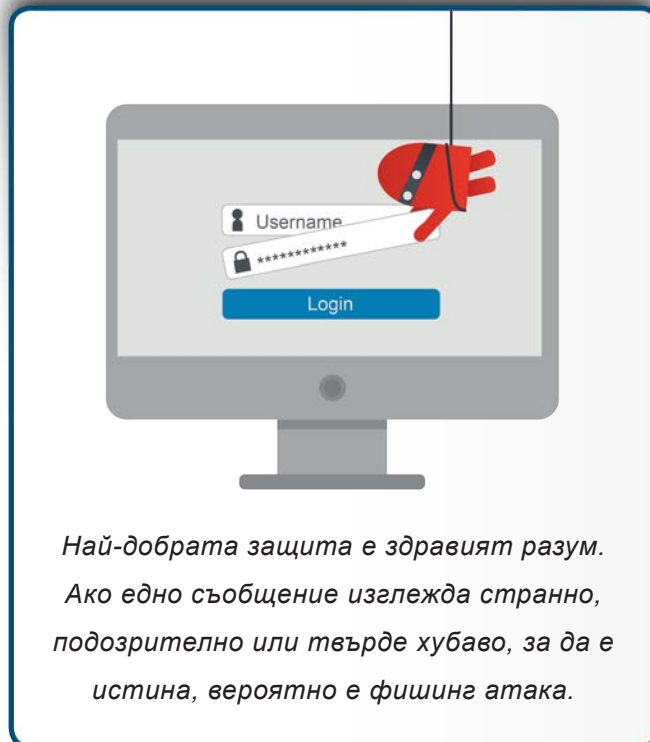 Username
************
Login
Най-добрата защита е здравият разум.
Ако едно съобщение изглежда странно,
подозрително или твърде хубаво, за да е
истина, вероятно е фишинг атака.